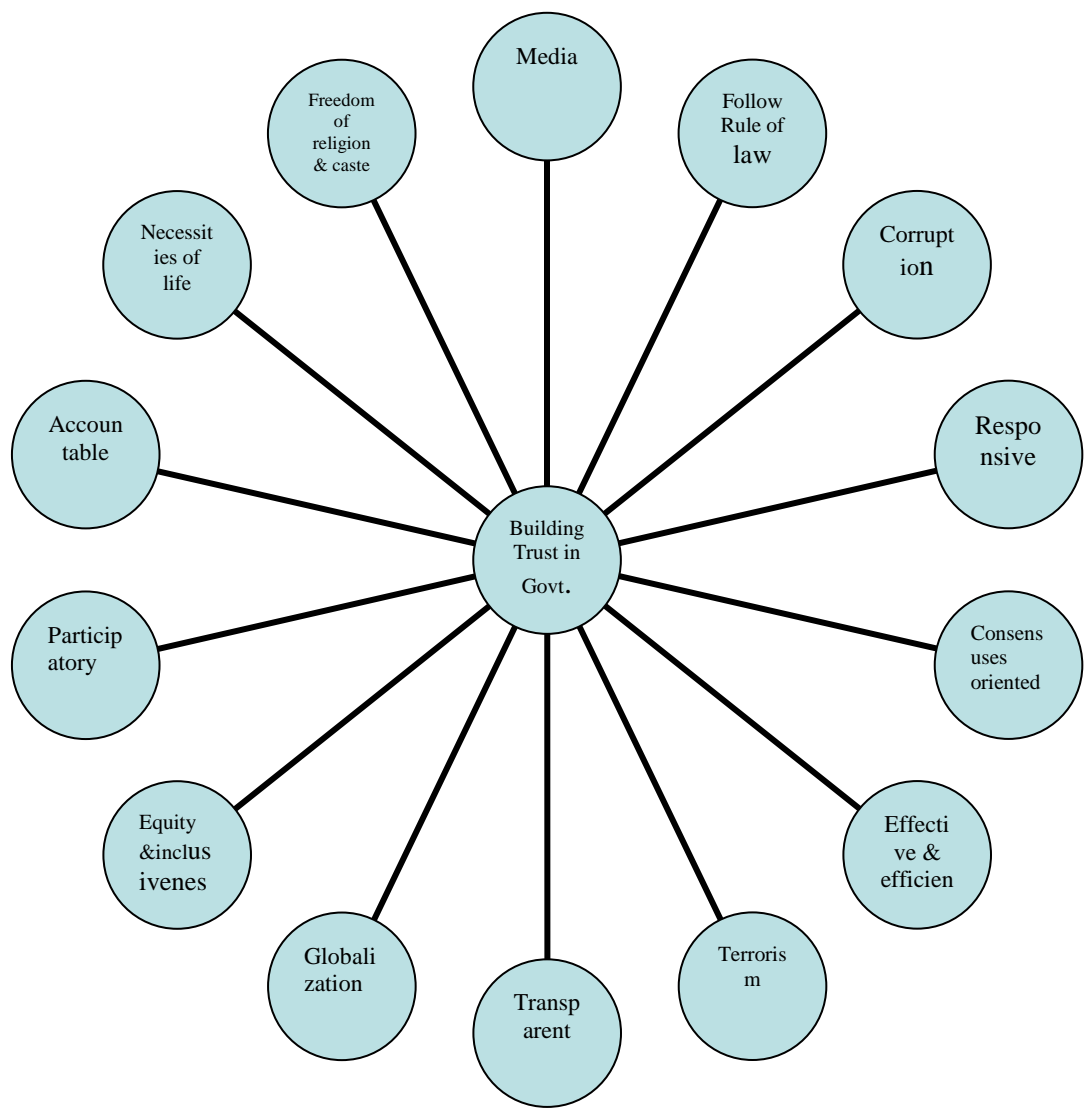 Media
Follow
Rule of
law
Corrupt
ion
Respo
nsive
Consens
uses
oriented
Effecti
ve &
efficien
Terroris
m
Transp
arent
Globali
zation
Equity
&inclus
ivenes
Particip
atory
Accoun
table
Necessit
ies of
life
Freedom
of
religion
& caste
Building
Trust in
Govt.